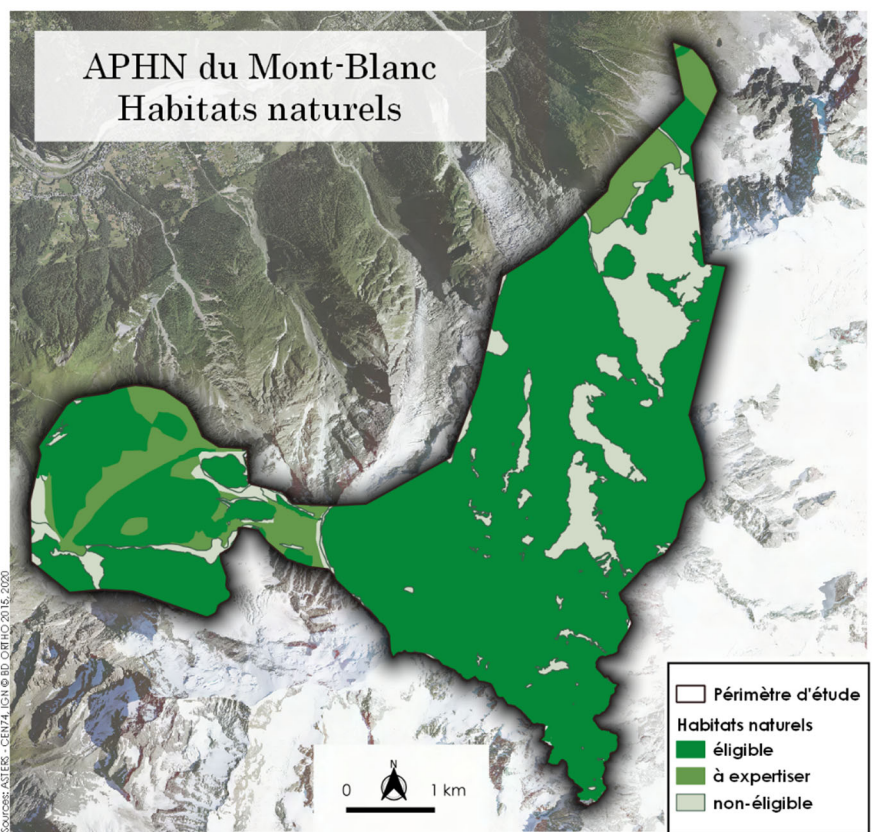 APHN du Mont-Blanc
Habitats naturels
Sources: ASTERS - CEN74, IGN © BD ORTHO 2015, 2020
N
0 1 km
Périmètre d'étude
Habitats naturels
éligible
à expertiser
non-éligible